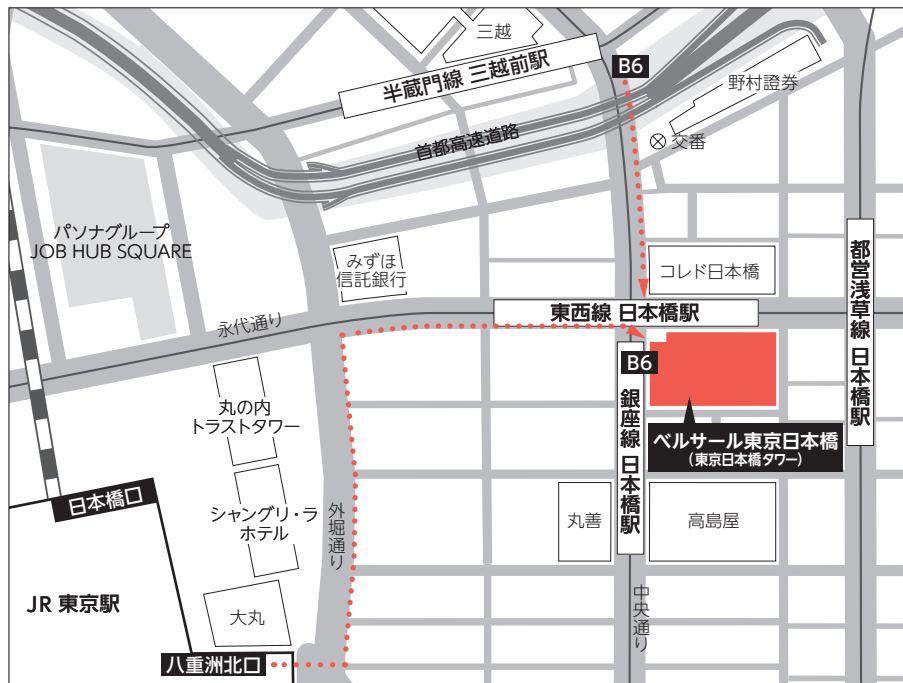 三越
半蔵門線 三越前駅
B6
野村證券
首都高速道路
交番
パソナグループ
JOB HUB SQUARE
みずほ
信託銀行
コレド日本橋
都営浅草線 日本橋駅
東西線 日本橋駅
永代通り
B6
銀座線 日本橋駅
丸の内
トラストタワー
ベルサール東京日本橋
(東京日本橋タワー)
日本橋口
シャングリ・ラ
ホテル
外堀通り
丸善
高島屋
JR 東京駅
大丸
中央通り
八重洲北口